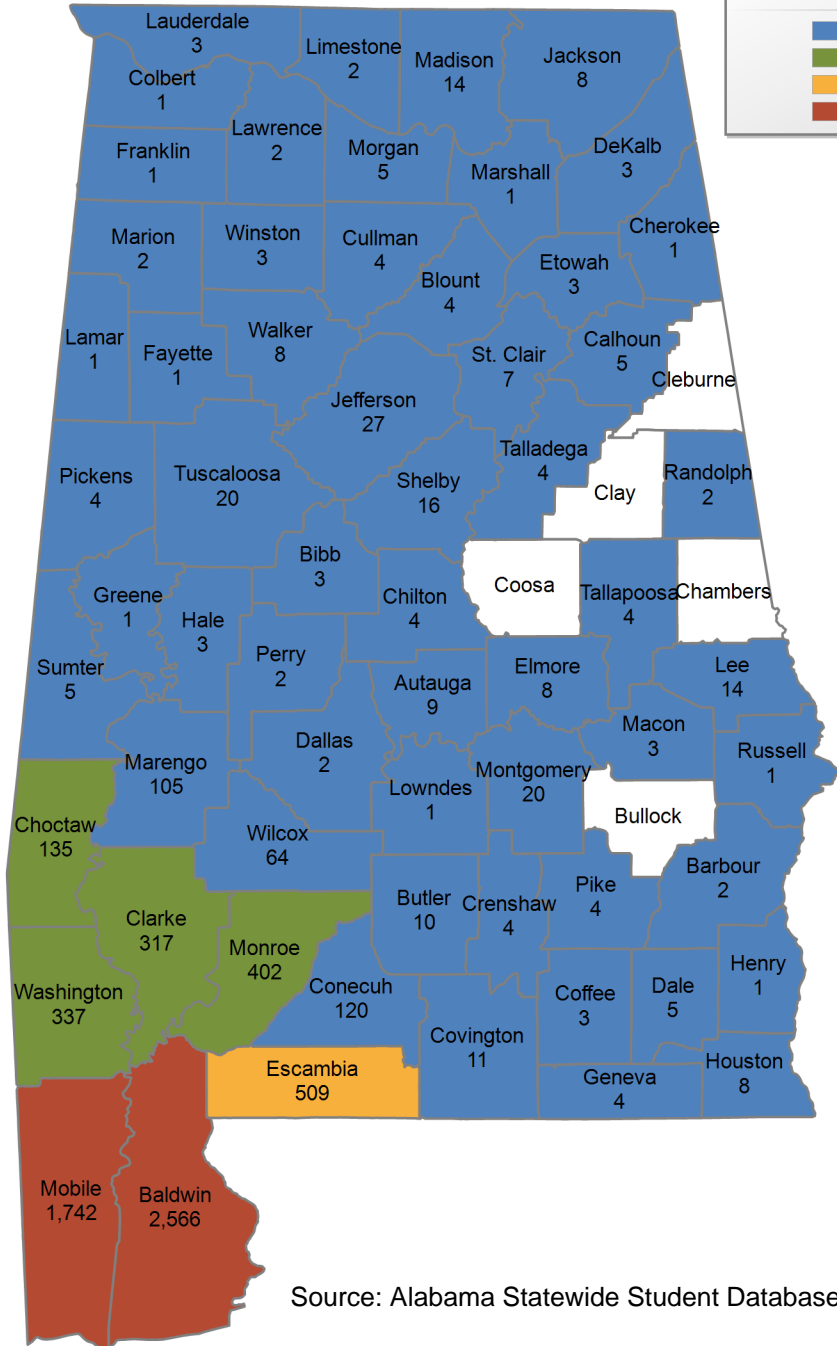 Lauderdale
3
Limestone
2
Madison
14
Jackson
8
Colbert
1
Lawrence
2
Morgan
5
DeKalb
3
Franklin
1
Marshall
1
Marion
2
Winston
3
Cullman
4
Cherokee
1
Etowah
3
Blount
4
Lamar
1
Fayette
1
Walker
8
St. Clair
7
Calhoun
5
Cleburne
Jefferson
27
Talladega
4
Randolph
2
Clay
Pickens
4
Tuscaloosa
20
Shelby
16
Bibb
3
Coosa
Tallapoosa
4
Chambers
Greene
1
Hale
3
Chilton
4
Perry
2
Sumter
5
Autauga
9
Elmore
8
Lee
14
Macon
3
Dallas
2
Russell
1
Marengo
105
Lowndes
1
Montgomery
20
Bullock
Choctaw
135
Wilcox
64
Barbour
2
Clarke
317
Butler
10
Crenshaw
4
Pike
4
Monroe
402
Henry
1
Washington
337
Conecuh
120
Coffee
3
Dale
5
Covington
11
Escambia
509
Geneva
4
Houston
8
Mobile
1,742
Baldwin
2,566
Source: Alabama Statewide Student Database